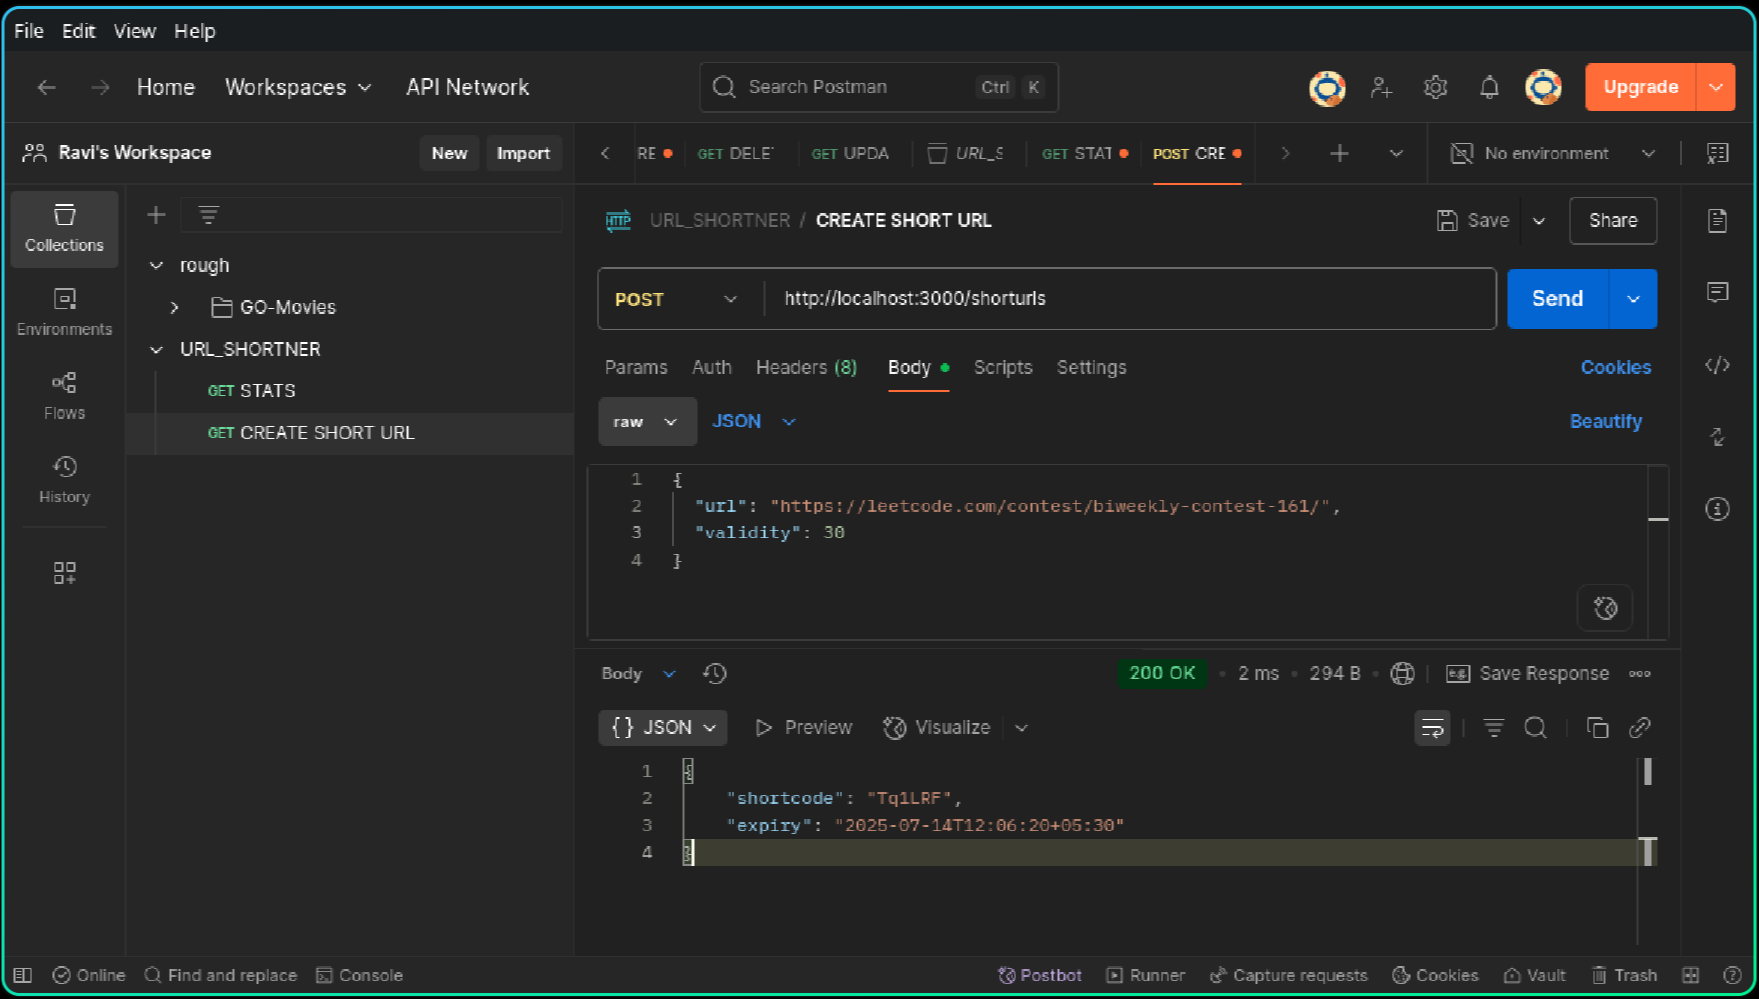 File Edit View Help
Home Workspaces API Network Search Postman Ctrl K Upgrade
Ravi's Workspace New Import RE GET DELE GET UPDA URL_S GET STAT POST CRE No environment
Collections
Environments
Flows
History
rough
GO-Movies
URL_SHORTNER
GET STATS
GET CREATE SHORT URL
HTTP URL_SHORTNER / CREATE SHORT URL Save Share
POST http://localhost:3000/shorturls Send
Params Auth Headers (8) Body Scripts Settings Cookies
raw JSON Beautify
1 {
2 "url": "https://leetcode.com/contest/biweekly-contest-161/",
3 "validity": 30
4 }
Body 200 OK • 2 ms • 294 B • e.g. Save Response
{} JSON Preview Visualize
1 {
2 "shortcode": "Tq1LRF",
3 "expiry": "2025-07-14T12:06:20+05:30"
4 }
Online Find and replace Console Postbot Runner Capture requests Cookies Vault Trash